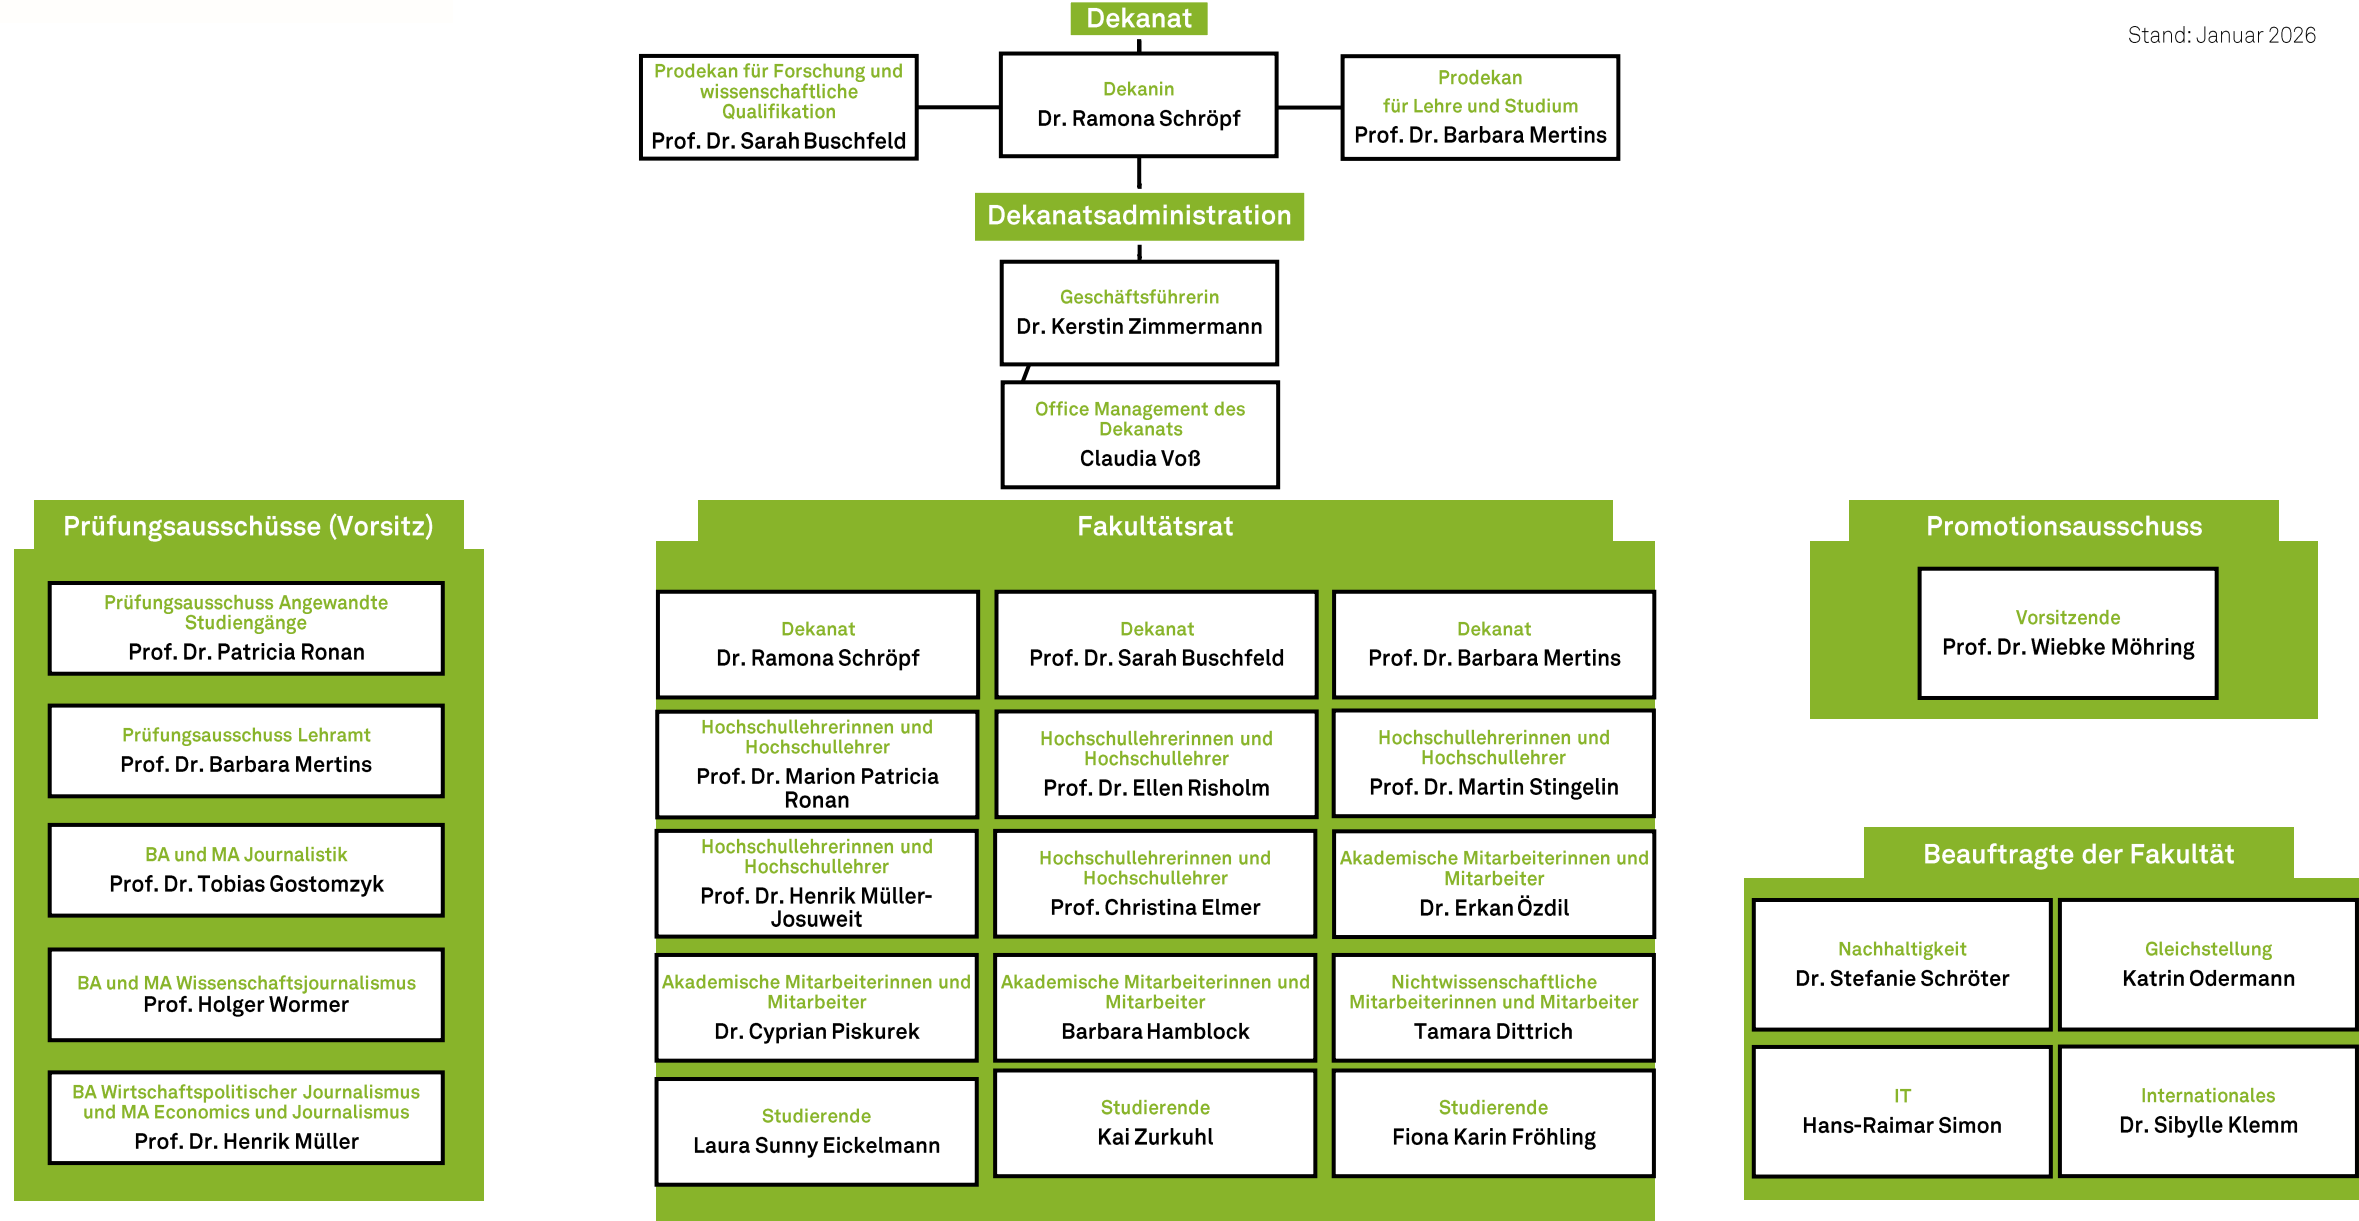 Dekanat
Stand: Januar 2026
Prodekan für Forschung und
wissenschaftliche
Qualifikation
Prof. Dr. Sarah Buschfeld
Dekanin
Dr. Ramona Schröpf
Prodekan
für Lehre und Studium
Prof. Dr. Barbara Mertins
Dekanatsadministration
Geschäftsführerin
Dr. Kerstin Zimmermann
Office Management des
Dekanats
Claudia Voß
Prüfungsausschüsse (Vorsitz)
Prüfungsausschuss Angewandte
Studiengänge
Prof. Dr. Patricia Ronan
Prüfungsausschuss Lehramt
Prof. Dr. Barbara Mertins
BA und MA Journalistik
Prof. Dr. Tobias Gostomzyk
BA und MA Wissenschaftsjournalismus
Prof. Holger Wormer
BA Wirtschaftspolitischer Journalismus
und MA Economics und Journalismus
Prof. Dr. Henrik Müller
Fakultätsrat
Dekanat
Dr. Ramona Schröpf
Dekanat
Prof. Dr. Sarah Buschfeld
Dekanat
Prof. Dr. Barbara Mertins
Hochschullehrerinnen und
Hochschullehrer
Prof. Dr. Marion Patricia
Ronan
Hochschullehrerinnen und
Hochschullehrer
Prof. Dr. Ellen Risholm
Hochschullehrerinnen und
Hochschullehrer
Prof. Dr. Martin Stingelin
Hochschullehrerinnen und
Hochschullehrer
Prof. Dr. Henrik Müller-
Josuweit
Hochschullehrerinnen und
Hochschullehrer
Prof. Christina Elmer
Akademische Mitarbeiterinnen und
Mitarbeiter
Dr. Erkan Özdil
Akademische Mitarbeiterinnen und
Mitarbeiter
Dr. Cyprian Piskurek
Akademische Mitarbeiterinnen und
Mitarbeiter
Barbara Hamblock
Nichtwissenschaftliche
Mitarbeiterinnen und Mitarbeiter
Tamara Dittrich
Studierende
Laura Sunny Eickelmann
Studierende
Kai Zurkuhl
Studierende
Fiona Karin Fröhling
Promotionsausschuss
Vorsitzende
Prof. Dr. Wiebke Möhring
Beauftragte der Fakultät
Nachhaltigkeit
Dr. Stefanie Schröter
Gleichstellung
Katrin Odermann
IT
Hans-Raimar Simon
Internationales
Dr. Sibylle Klemm